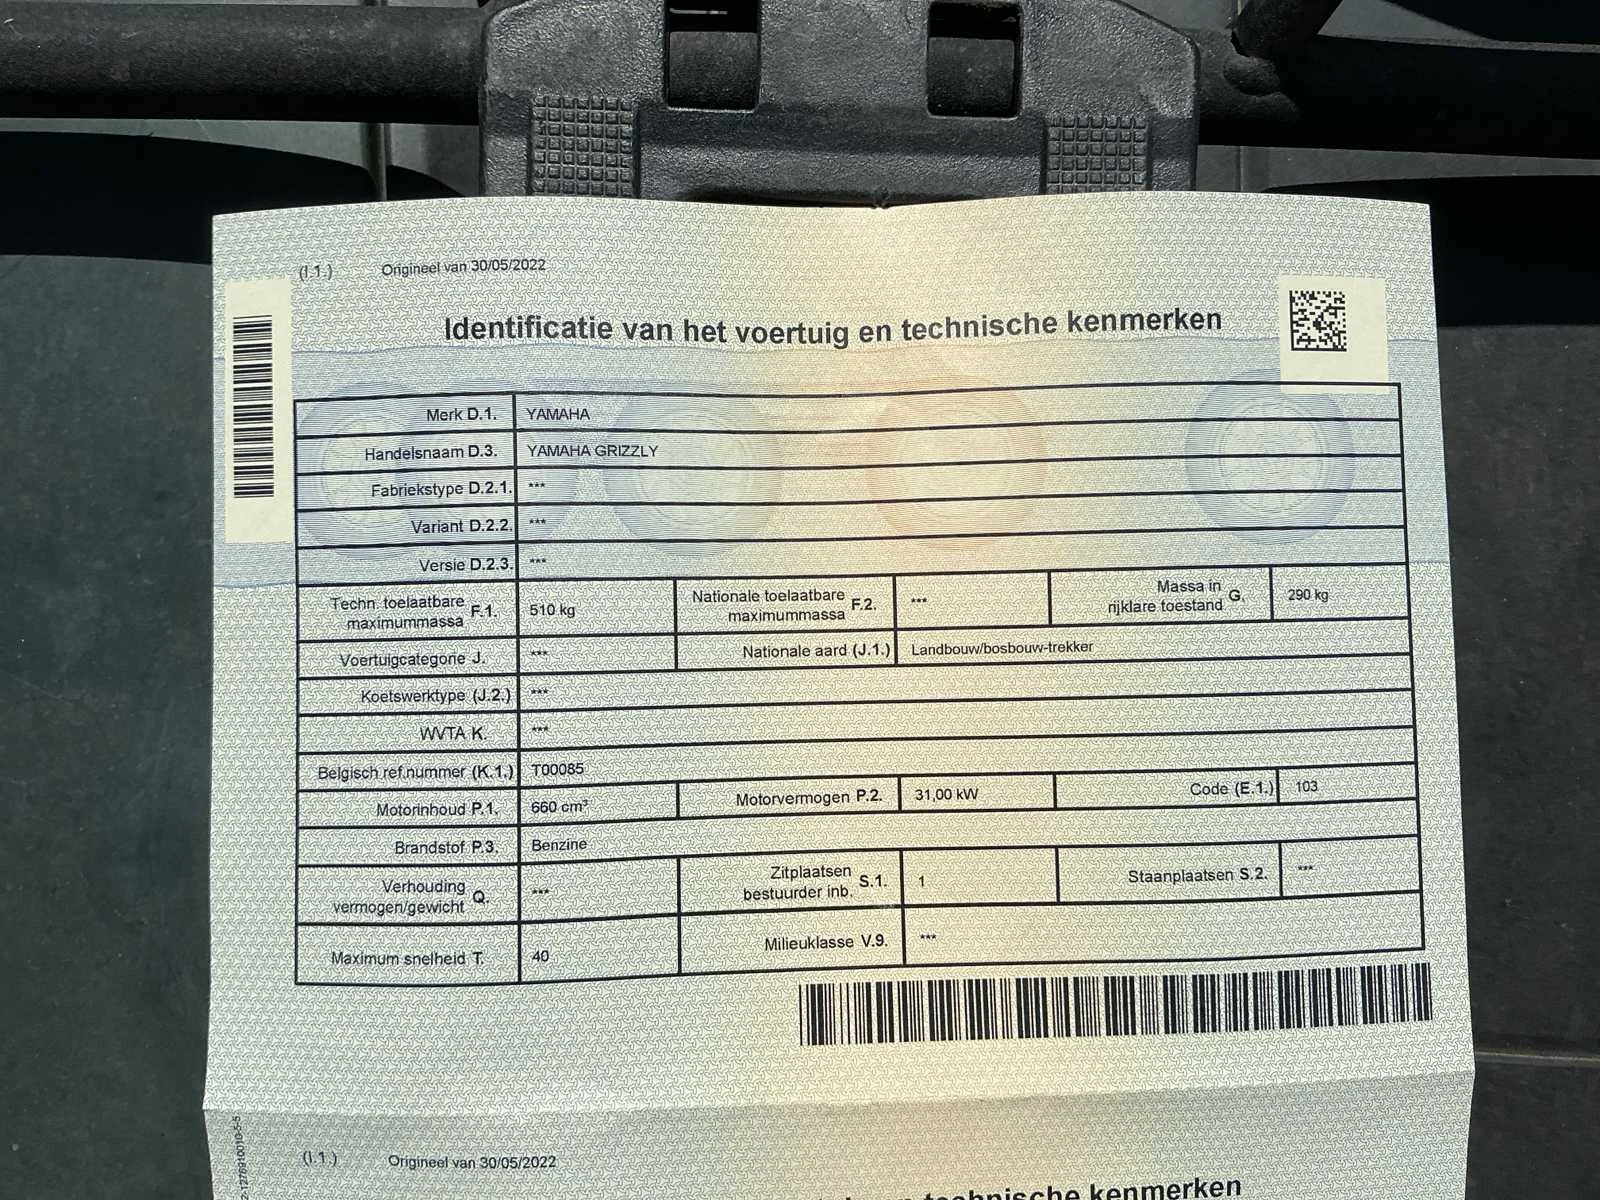 (I.1.) Origineel van 30/05/2022
Identificatie van het voertuig en technische kenmerken
Merk D.1. YAMAHA
Handelsnaam D.3. YAMAHA GRIZZLY
Fabriekstype D.2.1. ***
Variant D.2.2. ***
Versie D.2.3. ***
Techn. toelaatbare maximummassa F.1. 510 kg Nationale toelaatbare maximummassa F.2. *** Massa in rijklare toestand G. 290 kg
Voertuigcategorie J. *** Nationale aard (J.1.) Landbouw/bosbouw-trekker
Koetswerktype (J.2.) ***
WVTA K. ***
Belgisch ref.nummer (K.1.) T00085
Motorinhoud P.1. 660 cm³ Motorvermogen P.2. 31,00 kW Code (E.1.) 103
Brandstof P.3. Benzine
Verhouding vermogen/gewicht Q. *** Zitplaatsen bestuurder inb. S.1. 1 Staanplaatsen S.2. ***
Maximum snelheid T. 40 Milieuklasse V.9. ***
(I.1.) Origineel van 30/05/2022
technische kenmerken